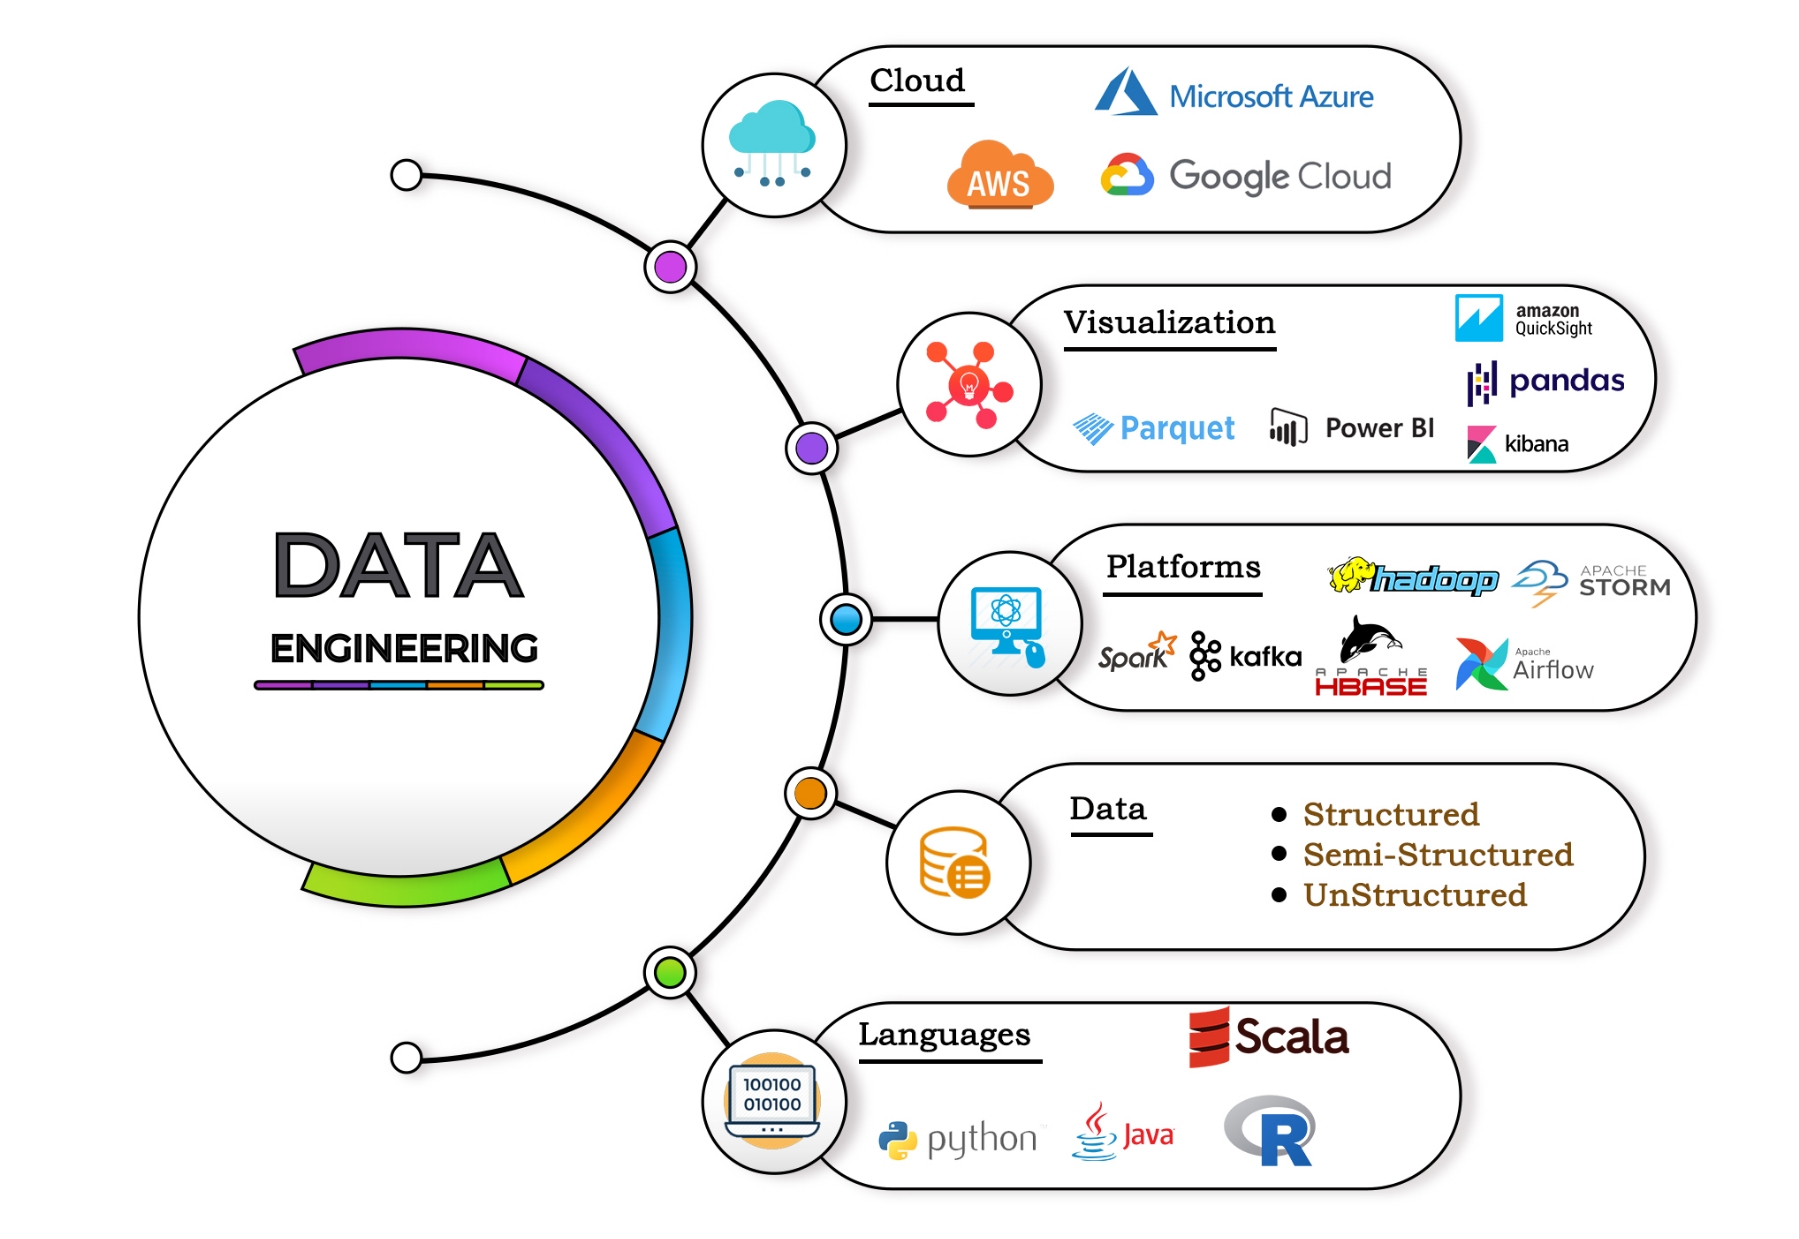 DATA
ENGINEERING
Cloud
Microsoft Azure
AWS
Google Cloud
Visualization
amazon
QuickSight
pandas
Parquet
Power BI
kibana
Platforms
hadoop
APACHE
STORM
Spark
kafka
APACHE
HBASE
Apache
Airflow
Data
• Structured
• Semi-Structured
• UnStructured
Languages
Scala
100100
010100
python
Java
R